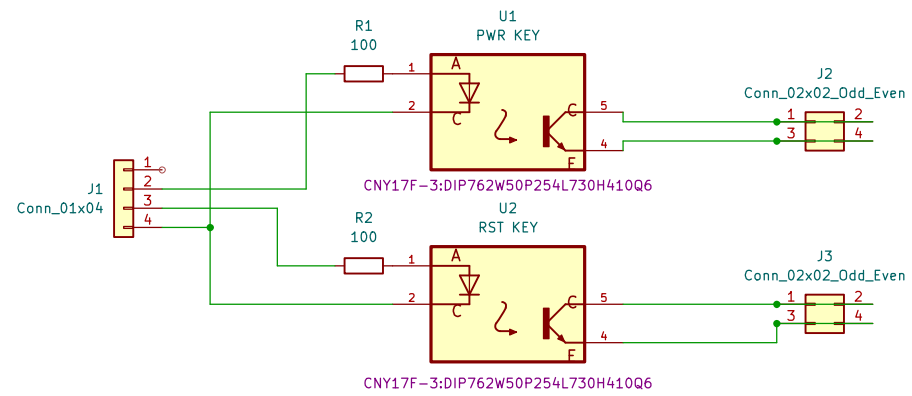 U1
PWR KEY
R1
100
1
A
2
C
C
5
4
E
J2
Conn_02x02_Odd_Even
1
2
3
4
CNY17F-3:DIP762W50P254L730H410Q6
J1
Conn_01x04
1
2
3
4
U2
RST KEY
R2
100
1
A
2
C
C
5
4
E
J3
Conn_02x02_Odd_Even
1
2
3
4
CNY17F-3:DIP762W50P254L730H410Q6